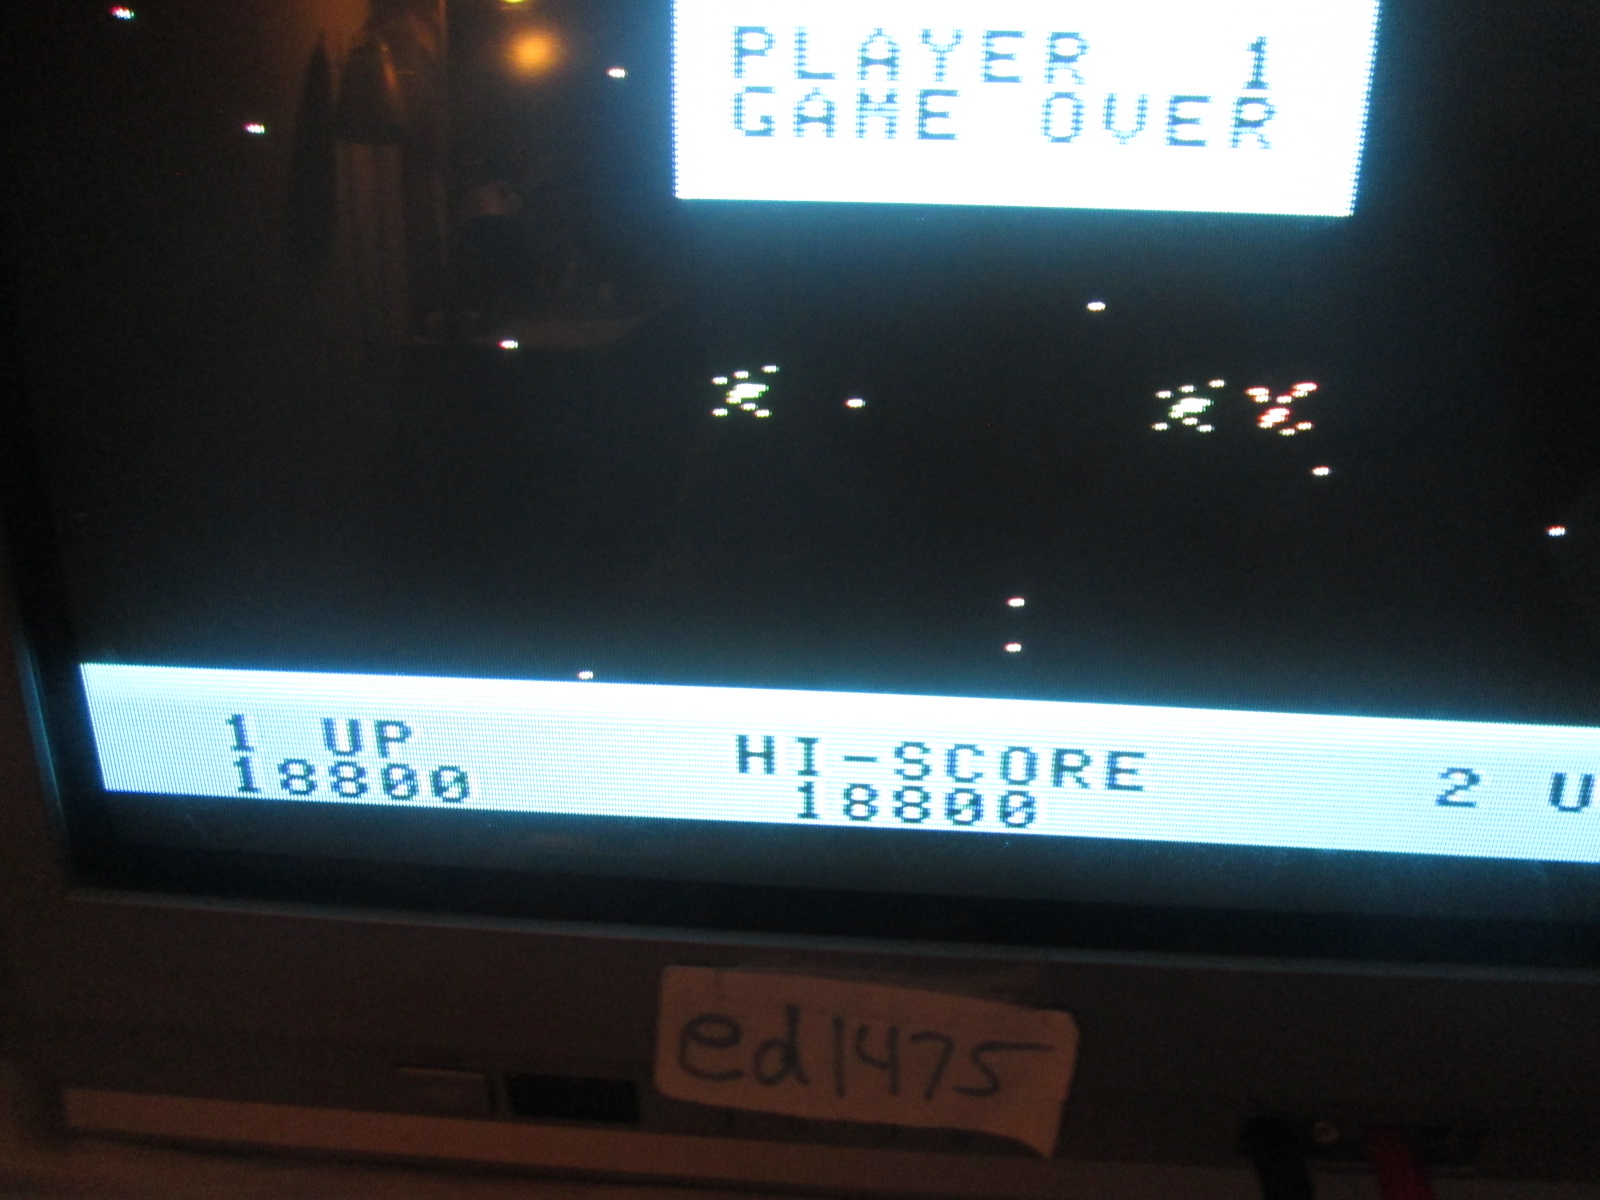 PLAYER 1
GAME OVER
1 UP HI-SCORE 2 U
18800 18800
ed1475